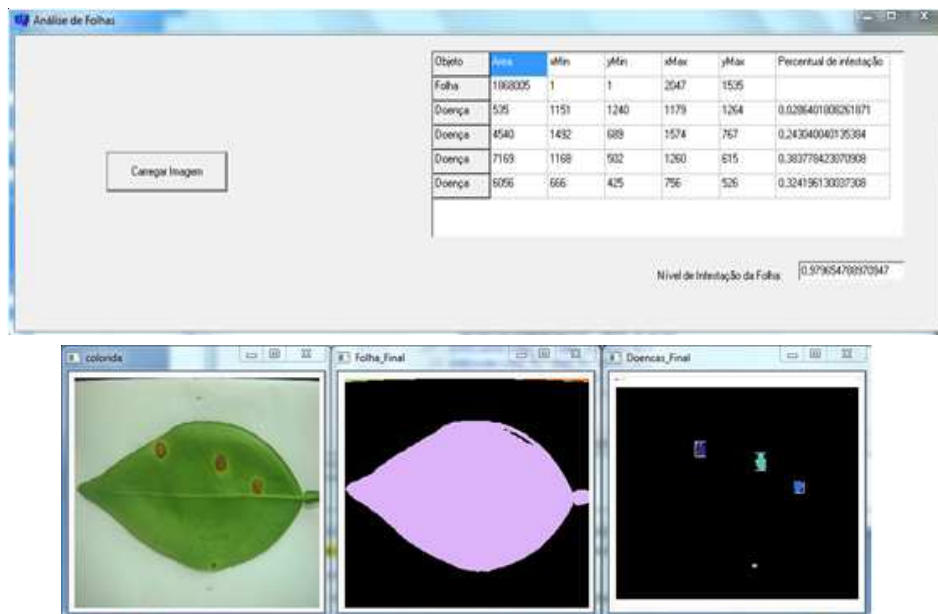 Análise de Folhas
Objeto Area xMin yMin xMax yMax Percentual de infestação
Folha 1868005 1 1 2047 1535
Doença 535 1151 1240 1179 1264 0.0286401808261871
Doença 4540 1492 689 1574 767 0.243040040135384
Doença 7169 1168 502 1260 615 0.383778423070908
Doença 6056 666 425 756 526 0.324196130037308
Carregar Imagem
Nível de Infestação da Folha: 0.979654788970947
colorida
Folha_Final
Doencas_Final